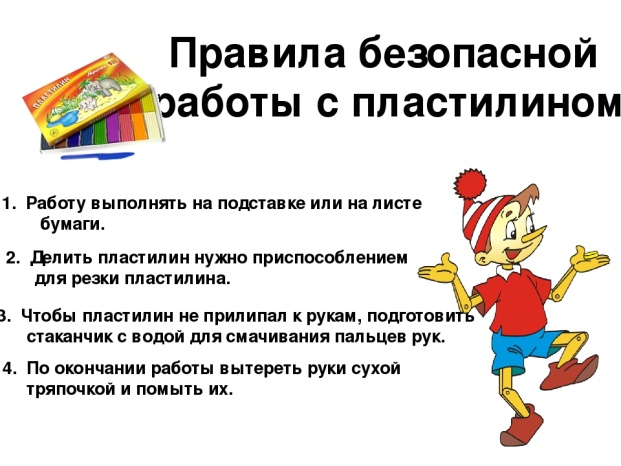 Правила безопасной
работы с пластилином
ПЛАСТИЛИН
1. Работу выполнять на подставке или на листе
бумаги.
2. Делить пластилин нужно приспособлением
для резки пластилина.
3. Чтобы пластилин не прилипал к рукам, подготовить
стаканчик с водой для смачивания пальцев рук.
4. По окончании работы вытереть руки сухой
тряпочкой и помыть их.